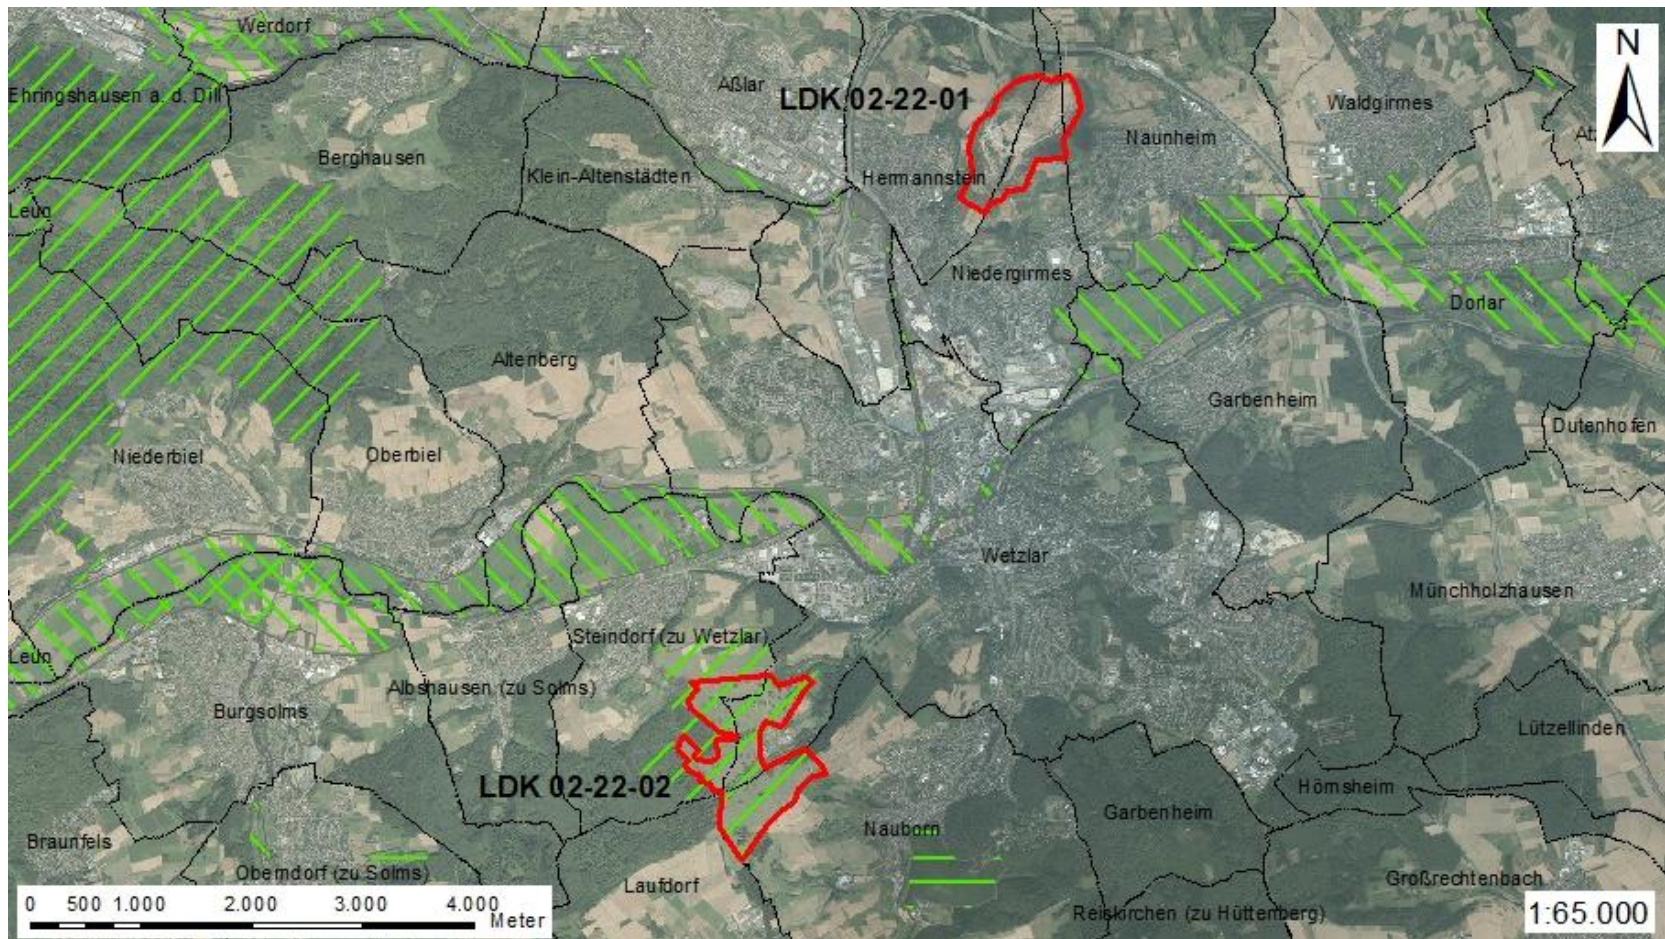 Werdorf
N
Aßlar
Ehringshausen a. d. Dill
LDK 02-22-01
Waldgirmes
Naunheim
Berghausen
Klein-Altenstädten
Hermannstein
Leun
Niedergirmes
Dorlar
Altenberg
Garbenheim
Dutenhofen
Niederbiel
Oberbiel
Wetzlar
Münchholzhausen
Steindorf (zu Wetzlar)
Leun
Albshausen (zu Solms)
Burgsolms
Lützellinden
LDK 02-22-02
Hörnsheim
Garbenheim
Nauborn
Braunfels
Oberndorf (zu Solms)
Laufdorf
Großrechtenbach
0 500 1.000 2.000 3.000 4.000
Meter
Reiskirchen (zu Hüttenberg)
1:65.000